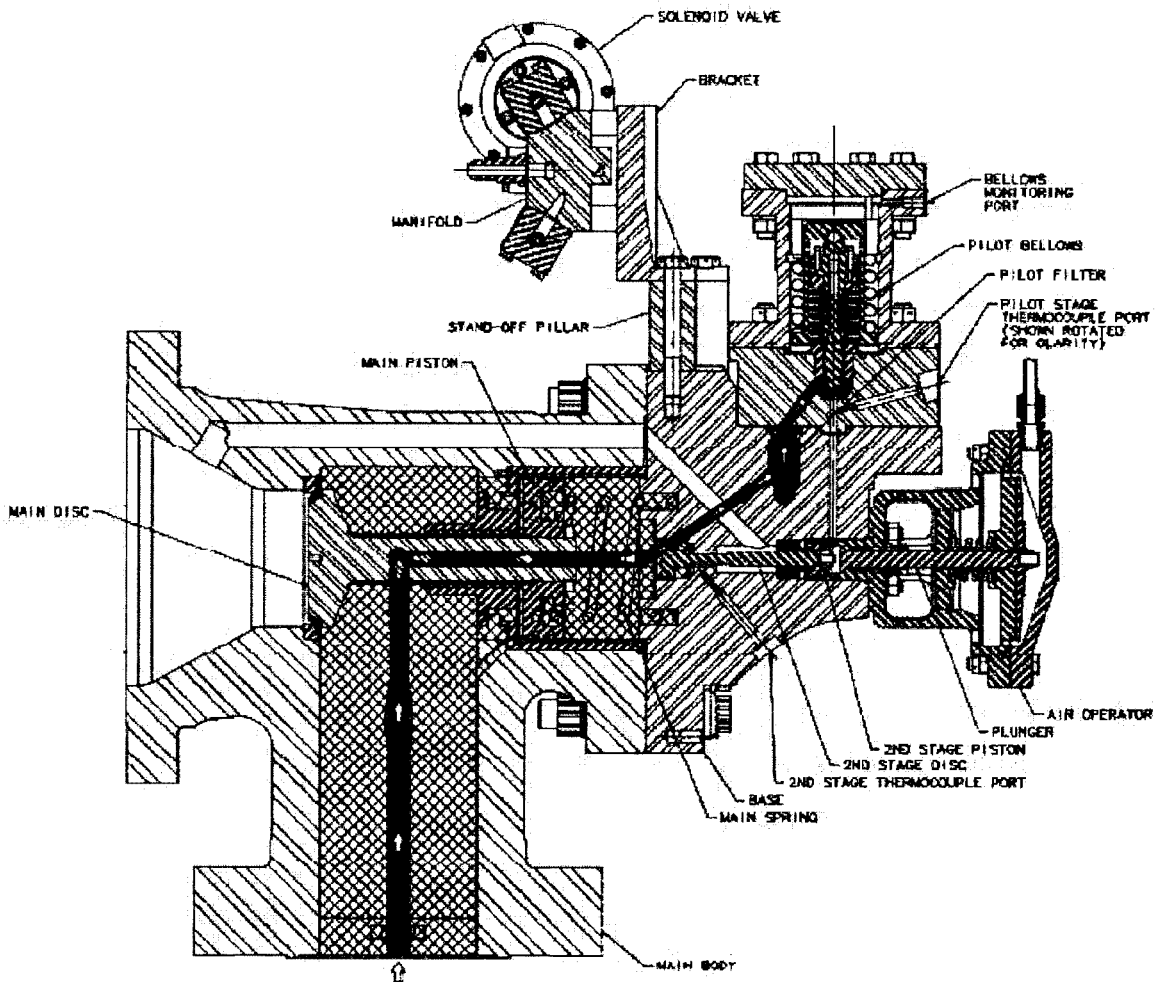 SOLENOID VALVE
BRACKET
BELLOWS
MONITORING
PORT
MANIFOLD
PILOT BELLOWS
PILOT FILTER
PILOT STAGE
THERMOCOUPLE PORT
(SHOWN ROTATED
FOR CLARITY)
STAND-OFF PILLAR
MAIN PISTON
MAIN DISC
AIR OPERATOR
PLUNGER
2ND STAGE PISTON
2ND STAGE DISC
2ND STAGE THERMOCOUPLE PORT
BASE
MAIN SPRING
MAIN BODY